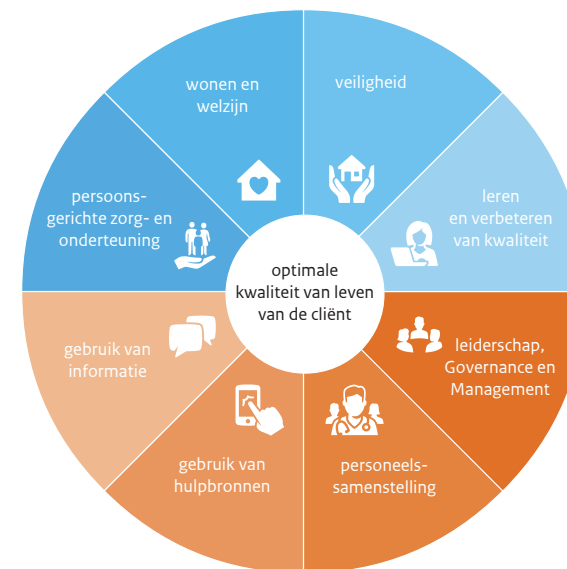 wonen en
welzijn
veiligheid
leren
en verbeteren
van kwaliteit
leiderschap,
Governance en
Management
personeels-
samenstelling
gebruik van
hulpbronnen
gebruik van
informatie
persoons-
gerichte zorg- en
onderteuning
optimale
kwaliteit van leven
van de cliënt